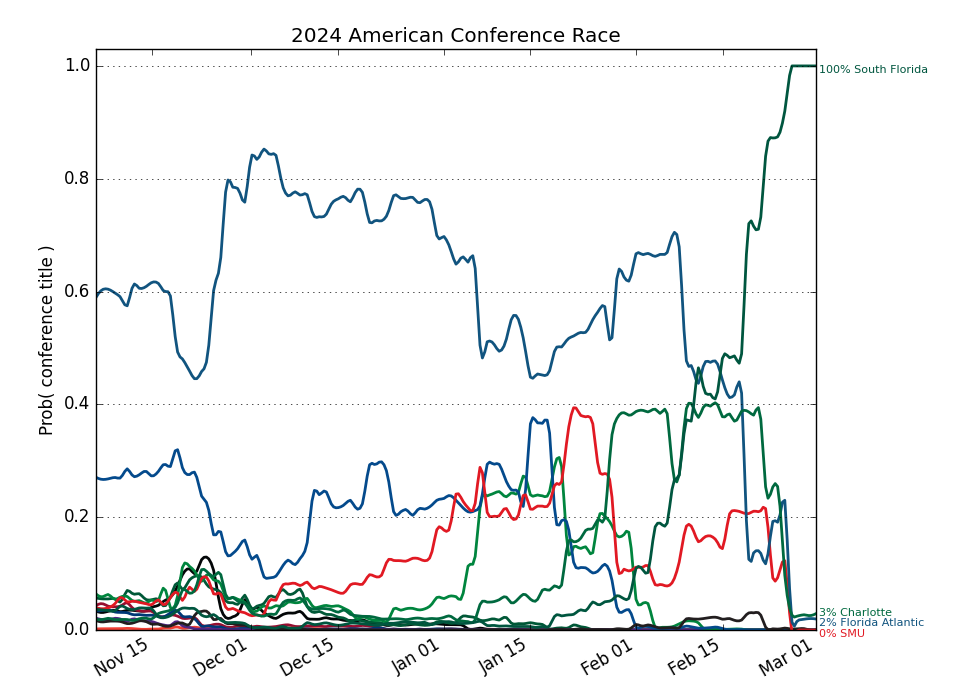 2024 American Conference Race
1.0
100% South Florida
0.8
0.6
Prob( conference title )
0.4
0.2
3% Charlotte
2% Florida Atlantic
0.0
0% SMU
Nov 15
Dec 01
Dec 15
Jan 01
Jan 15
Feb 01
Feb 15
Mar 01